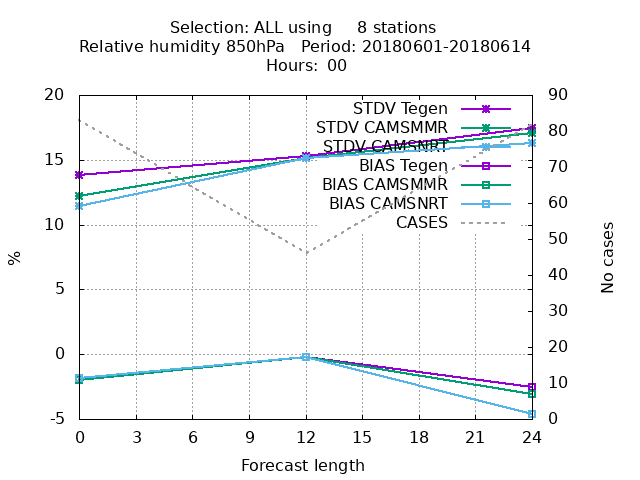 Selection: ALL using 8 stations
Relative humidity 850hPa Period: 20180601-20180614
Hours: 00
20 90
STDV Tegen
STDV CAMSMMR 80
STDV CAMSNRT
15 70
BIAS Tegen
BIAS CAMSMMR
BIAS CAMSNRT 60
CASES
10 50
% No cases
5 40
30
0 20
10
-5 0
0 3 6 9 12 15 18 21 24
Forecast length